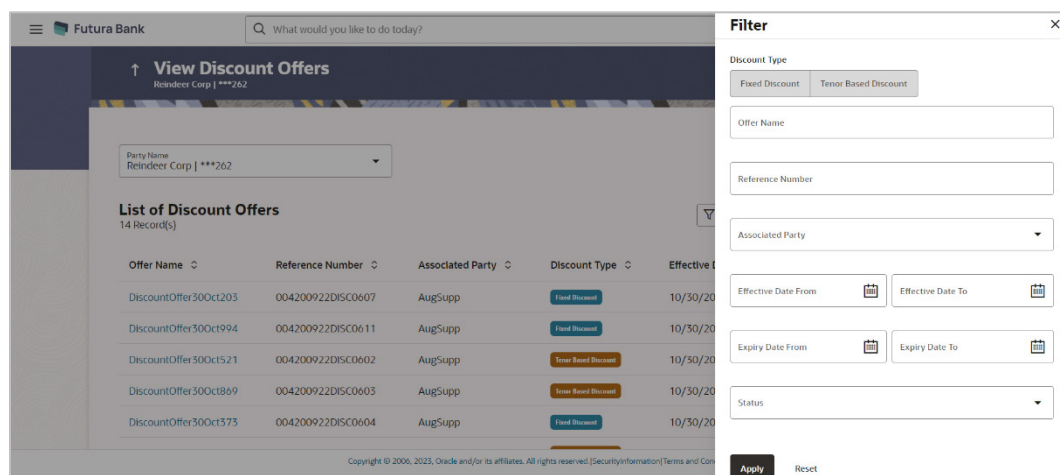 Futura Bank
What would you like to do today?
View Discount Offers
Reindeer Corp | ***262
Party Name
Reindeer Corp | ***262
List of Discount Offers
14 Record(s)
Offer Name Reference Number Associated Party Discount Type Effective D
DiscountOffer30Oct203 004200922DISC0607 AugSupp Fixed Discount 10/30/20
DiscountOffer30Oct994 004200922DISC0611 AugSupp Fixed Discount 10/30/20
DiscountOffer30Oct521 004200922DISC0602 AugSupp Tenor Based Discount 10/30/20
DiscountOffer30Oct869 004200922DISC0603 AugSupp Tenor Based Discount 10/30/20
DiscountOffer30Oct373 004200922DISC0604 AugSupp Fixed Discount 10/30/20
Copyright © 2006, 2023, Oracle and/or its affiliates. All rights reserved.|SecurityInformation|Terms and Con
Filter
Discount Type
Fixed Discount Tenor Based Discount
Offer Name
Reference Number
Associated Party
Effective Date From Effective Date To
Expiry Date From Expiry Date To
Status
Apply Reset